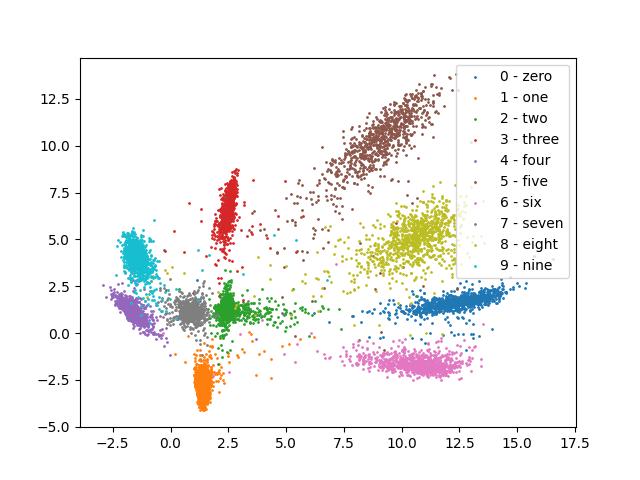 12.5
10.0
7.5
5.0
2.5
0.0
−2.5
−5.0
−2.5
0.0
2.5
5.0
7.5
10.0
12.5
15.0
17.5
0 - zero
1 - one
2 - two
3 - three
4 - four
5 - five
6 - six
7 - seven
8 - eight
9 - nine